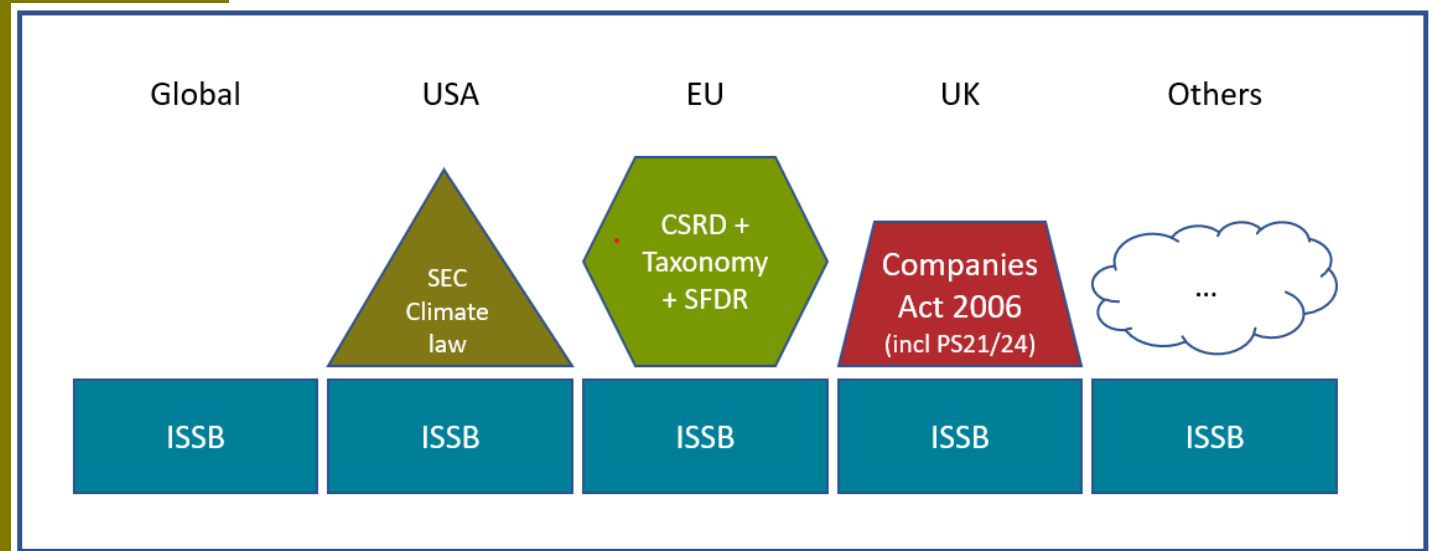 Global
USA
EU
UK
Others
SEC
Climate
law
CSRD +
Taxonomy
+ SFDR
Companies
Act 2006
(incl PS21/24)
...
ISSB
ISSB
ISSB
ISSB
ISSB